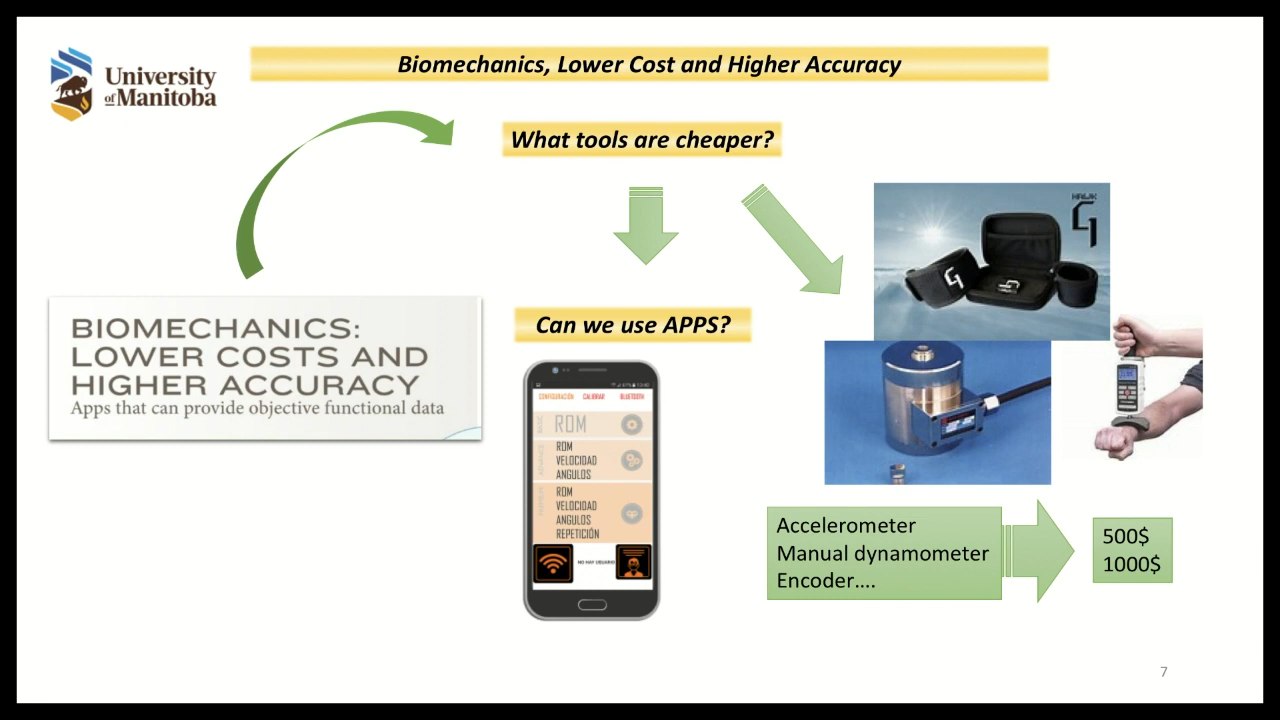 University
of Manitoba
Biomechanics, Lower Cost and Higher Accuracy
What tools are cheaper?
BIOMECHANICS:
LOWER COSTS AND
HIGHER ACCURACY
Apps that can provide objective functional data
Can we use APPS?
CONFIGURACIÓN CALIBRAR BLUETOOTH
ROM
ROM
VELOCIDAD
ANGULOS
ROM
VELOCIDAD
ANGULOS
REPETICIÓN
NO HAY USUARIO
Accelerometer
Manual dynamometer
Encoder....
500$
1000$
7